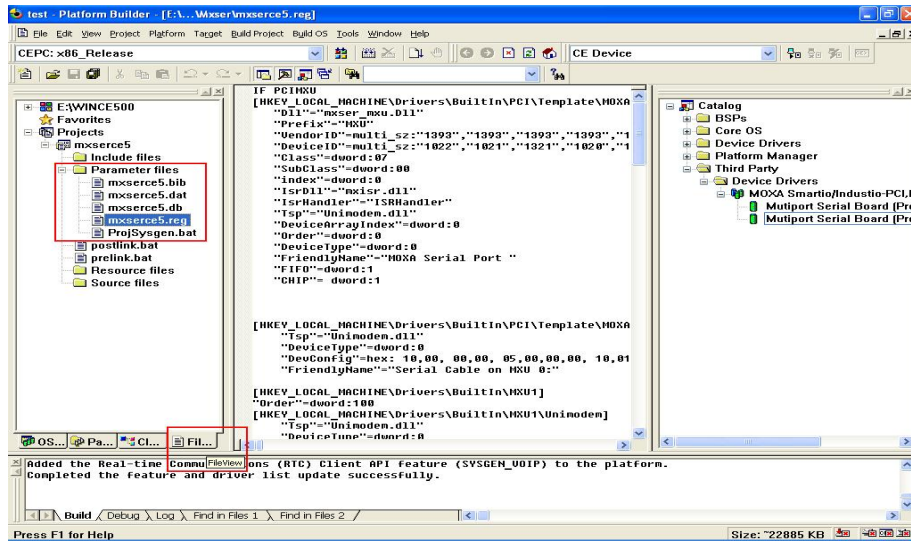 test - Platform Builder - [E:\...\Mxser\mxserce5.reg]
File Edit View Project Platform Target Build Project Build OS Tools Window Help
CEPC: x86_Release
CE Device
E:\WINCE500
Favorites
Projects
mxserce5
Include files
Parameter files
mxserce5.bib
mxserce5.dat
mxserce5.db
mxserce5.reg
ProjSysgen.bat
postlink.bat
prelink.bat
Resource files
Source files
OS... Pa... Cl... Fil...
FileView
IF PCIMXU
[HKEY_LOCAL_MACHINE\Drivers\BuiltIn\PCI\Template\MOXA
"Dll"="mxser_mxu.Dll"
"Prefix"="MXU"
"VendorID"=multi_sz:"1393","1393","1393","1393","1
"DeviceID"=multi_sz:"1022","1021","1321","1020","1
"Class"=dword:07
"SubClass"=dword:00
"index"=dword:0
"IsrDll"="mxisr.dll"
"IsrHandler"="ISRHandler"
"Tsp"="Unimodem.dll"
"DeviceArrayIndex"=dword:0
"Order"=dword:0
"DeviceType"=dword:0
"FriendlyName"="MOXA Serial Port "
"FIFO"=dword:1
"CHIP"= dword:1
[HKEY_LOCAL_MACHINE\Drivers\BuiltIn\PCI\Template\MOXA
"Tsp"="Unimodem.dll"
"DeviceType"=dword:0
"DevConfig"=hex: 10,00, 00,00, 05,00,00,00, 10,01
"FriendlyName"="Serial Cable on MXU 0:"
[HKEY_LOCAL_MACHINE\Drivers\BuiltIn\MXU1]
"Order"=dword:100
[HKEY_LOCAL_MACHINE\Drivers\BuiltIn\MXU1\Unimodem]
"Tsp"="Unimodem.dll"
"DeviceType"=dword:0
Catalog
BSPs
Core OS
Device Drivers
Platform Manager
Third Party
Device Drivers
MOXA Smartio/Industio-PCI,I
Mutiport Serial Board (Pro
Mutiport Serial Board (Pro
Added the Real-time Commu ons (RTC) Client API feature (SYSGEN_VOIP) to the platform.
Completed the feature and driver list update successfully.
Build Debug Log Find in Files 1 Find in Files 2
Press F1 for Help
Size: ~22885 KB